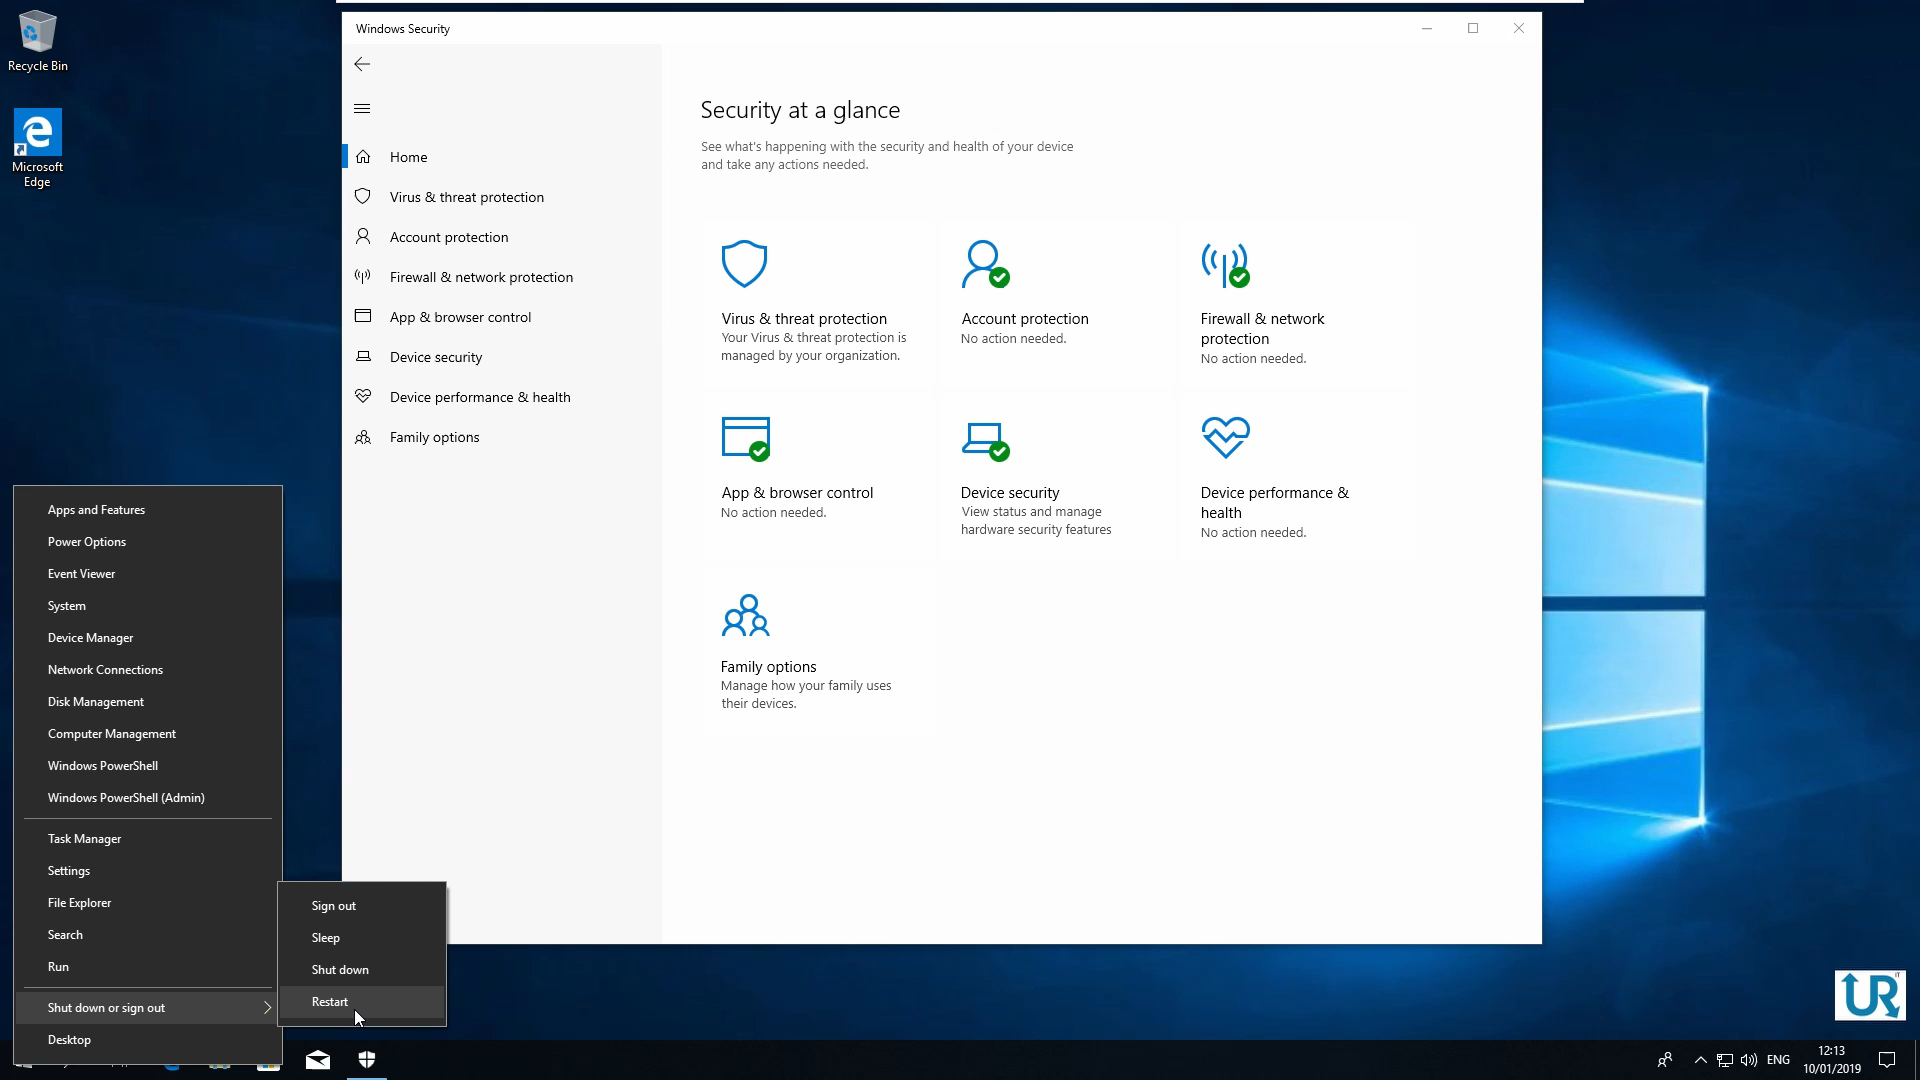 Recycle Bin
Microsoft
Edge
Windows Security
Home
Virus & threat protection
Account protection
Firewall & network protection
App & browser control
Device security
Device performance & health
Family options
Security at a glance
See what's happening with the security and health of your device
and take any actions needed.
Virus & threat protection
Your Virus & threat protection is
managed by your organization.
Account protection
No action needed.
Firewall & network
protection
No action needed.
App & browser control
No action needed.
Device security
View status and manage
hardware security features
Device performance &
health
No action needed.
Family options
Manage how your family uses
their devices.
Apps and Features
Power Options
Event Viewer
System
Device Manager
Network Connections
Disk Management
Computer Management
Windows PowerShell
Windows PowerShell (Admin)
Task Manager
Settings
File Explorer
Search
Run
Shut down or sign out
Desktop
Sign out
Sleep
Shut down
Restart
UR IT
ENG
12:13
10/01/2019